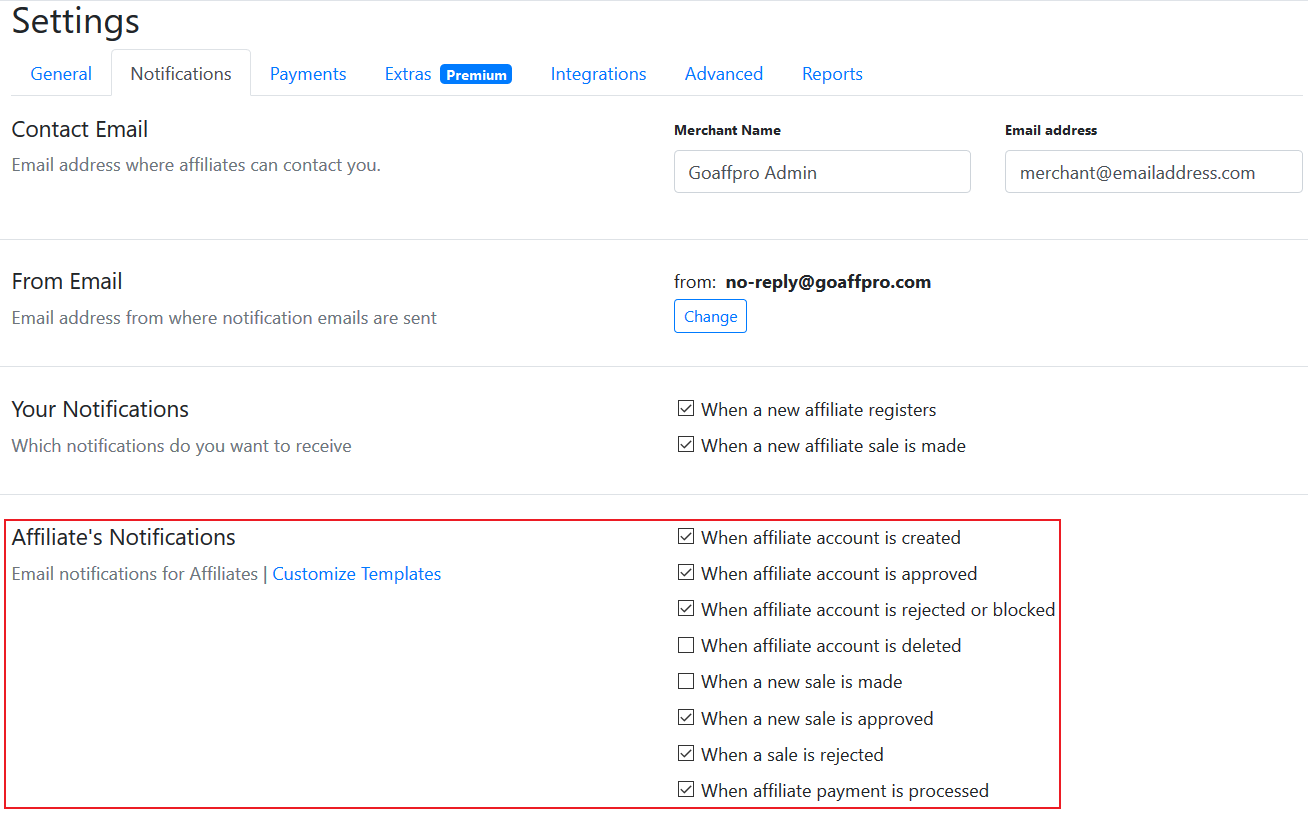 Settings
General Notifications Payments Extras Premium Integrations Advanced Reports
Contact Email
Email address where affiliates can contact you.
Merchant Name
Goaffpro Admin
Email address
merchant@emailaddress.com
From Email
Email address from where notification emails are sent
from: no-reply@goaffpro.com
Change
Your Notifications
Which notifications do you want to receive
When a new affiliate registers
When a new affiliate sale is made
Affiliate's Notifications
Email notifications for Affiliates | Customize Templates
When affiliate account is created
When affiliate account is approved
When affiliate account is rejected or blocked
When affiliate account is deleted
When a new sale is made
When a new sale is approved
When a sale is rejected
When affiliate payment is processed